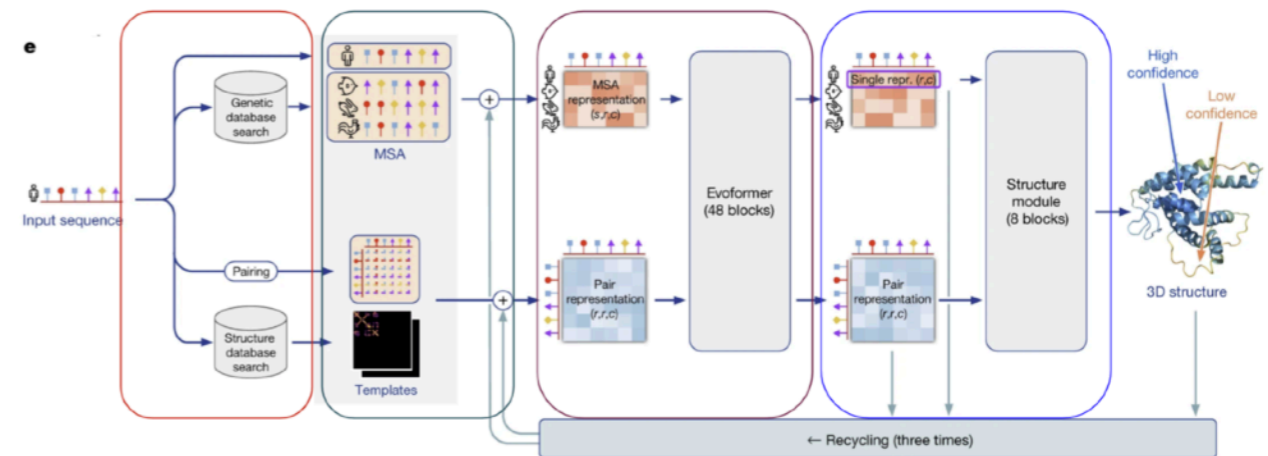 e
Input sequence
Genetic
database
search
Pairing
Structure
database
search
MSA
Templates
+
+
MSA
representation
(s,r,c)
Pair
representation
(r,r,c)
Evoformer
(48 blocks)
Single repr. (r,c)
Pair
representation
(r,r,c)
Structure
module
(8 blocks)
High
confidence
Low
confidence
3D structure
← Recycling (three times)